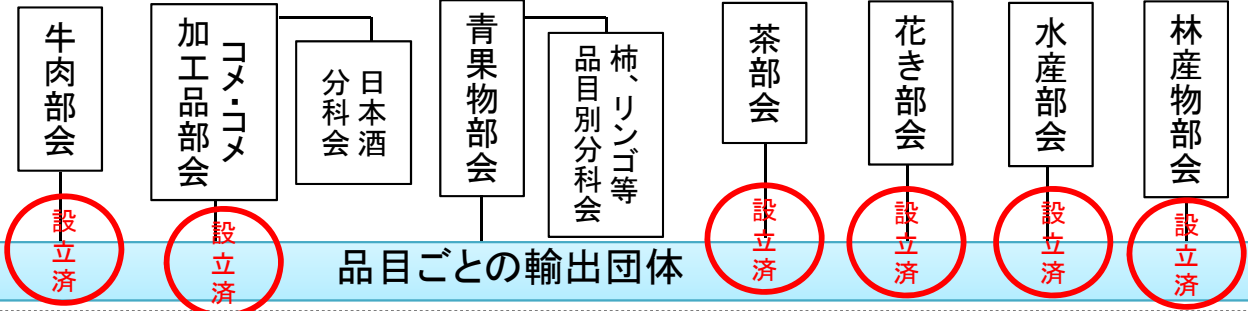 牛肉部会
コメ・コメ
加工品部会
日本酒
分科会
青果物部会
柿、リンゴ等
品目別分科会
茶部会
花き部会
水産部会
林産物部会
設立済
設立済
品目ごとの輸出団体
設立済
設立済
設立済
設立済